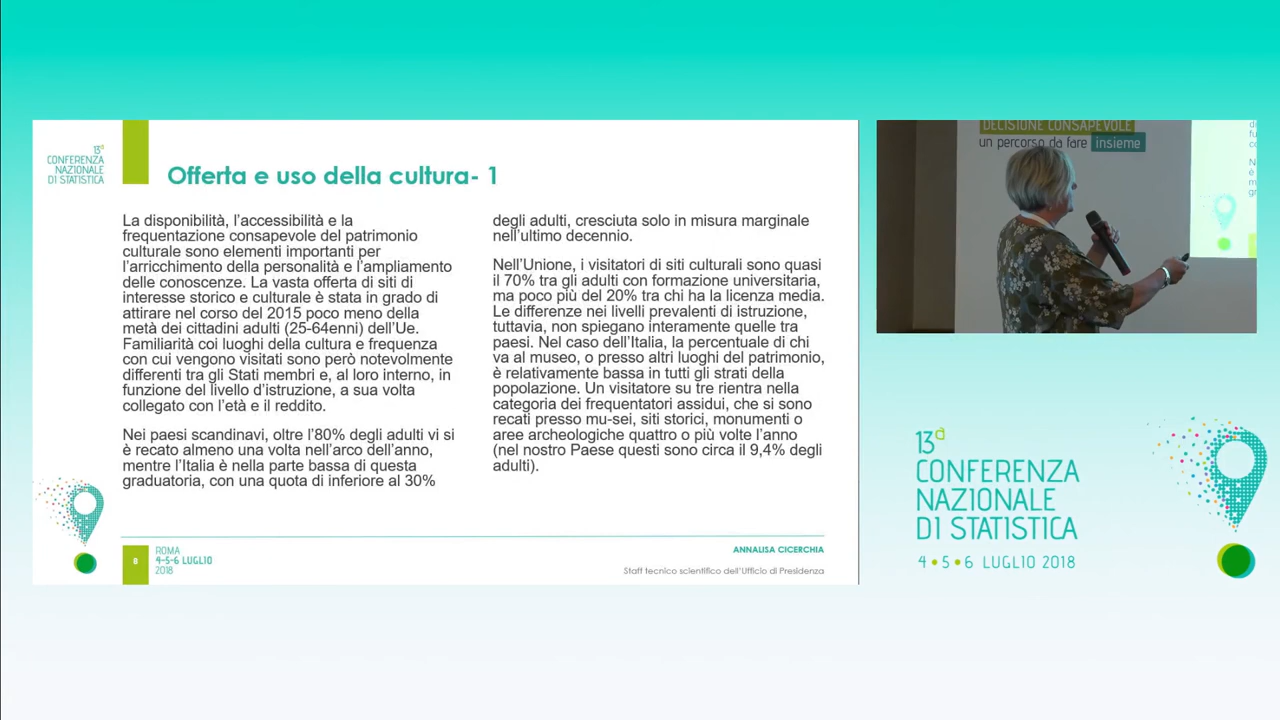 13a
CONFERENZA
NAZIONALE
DI STATISTICA
Offerta e uso della cultura- 1
La disponibilità, l'accessibilità e la
frequentazione consapevole del patrimonio
culturale sono elementi importanti per
l'arricchimento della personalità e l'ampliamento
delle conoscenze. La vasta offerta di siti di
interesse storico e culturale è stata in grado di
attirare nel corso del 2015 poco meno della
metà dei cittadini adulti (25-64enni) dell'Ue.
Familiarità coi luoghi della cultura e frequenza
con cui vengono visitati sono però notevolmente
differenti tra gli Stati membri e, al loro interno, in
funzione del livello d'istruzione, a sua volta
collegato con l'età e il reddito.
Nei paesi scandinavi, oltre l'80% degli adulti vi si
è recato almeno una volta nell'arco dell'anno,
mentre l'Italia è nella parte bassa di questa
graduatoria, con una quota di inferiore al 30%
degli adulti, cresciuta solo in misura marginale
nell'ultimo decennio.
Nell'Unione, i visitatori di siti culturali sono quasi
il 70% tra gli adulti con formazione universitaria,
ma poco più del 20% tra chi ha la licenza media.
Le differenze nei livelli prevalenti di istruzione,
tuttavia, non spiegano interamente quelle tra
paesi. Nel caso dell'Italia, la percentuale di chi
va al museo, o presso altri luoghi del patrimonio,
è relativamente bassa in tutti gli strati della
popolazione. Un visitatore su tre rientra nella
categoria dei frequentatori assidui, che si sono
recati presso mu-sei, siti storici, monumenti o
aree archeologiche quattro o più volte l'anno
(nel nostro Paese questi sono circa il 9,4% degli
adulti).
8
ROMA
4-5-6 LUGLIO
2018
ANNALISA CICERCHIA
Staff tecnico scientifico dell'Ufficio di Presidenza
DECISIONE CONSAPEVOLE
un percorso da fare insieme
13a
CONFERENZA
NAZIONALE
DI STATISTICA
4 • 5 • 6 LUGLIO 2018